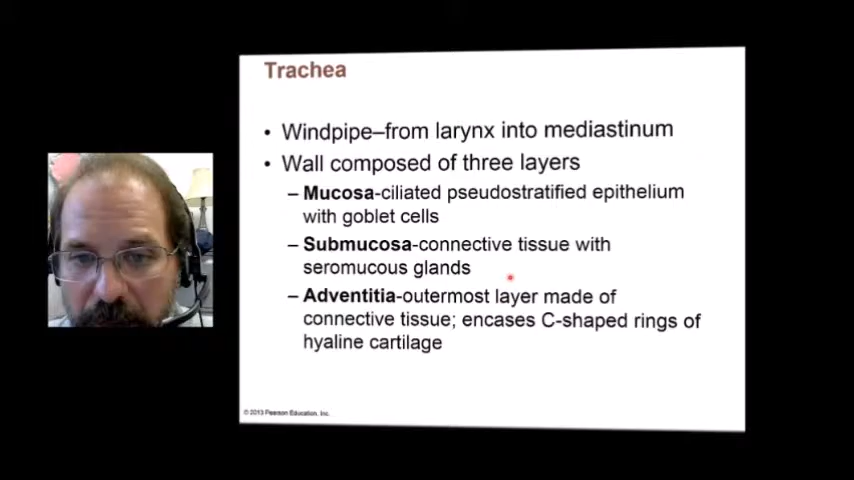 Trachea
• Windpipe–from larynx into mediastinum
• Wall composed of three layers
– Mucosa-ciliated pseudostratified epithelium
with goblet cells
– Submucosa-connective tissue with
seromucous glands
– Adventitia-outermost layer made of
connective tissue; encases C-shaped rings of
hyaline cartilage
© 2013 Pearson Education, Inc.